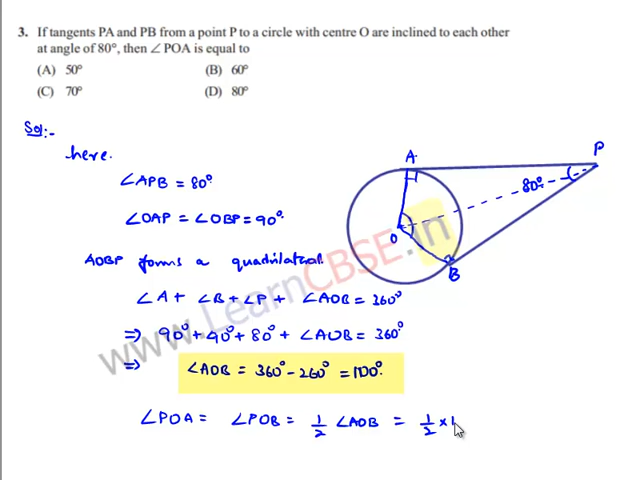 3. If tangents PA and PB from a point P to a circle with centre O are inclined to each other
at angle of 80°, then ∠ POA is equal to
(A) 50° (B) 60°
(C) 70° (D) 80°
Sol:-
here.
∠APB = 80°
∠OAP = ∠OBP = 90°.
AOBP forms a quadrilateral.
∠A + ∠B + ∠P + ∠AOB = 360°
⇒ 90° + 90° + 80° + ∠AOB = 360°
⇒ ∠AOB = 360° - 260° = 100°.
∠POA = ∠POB = 1/2 ∠AOB = 1/2 × 1
A
P
80°
O
B
www.LearnCBSE.in